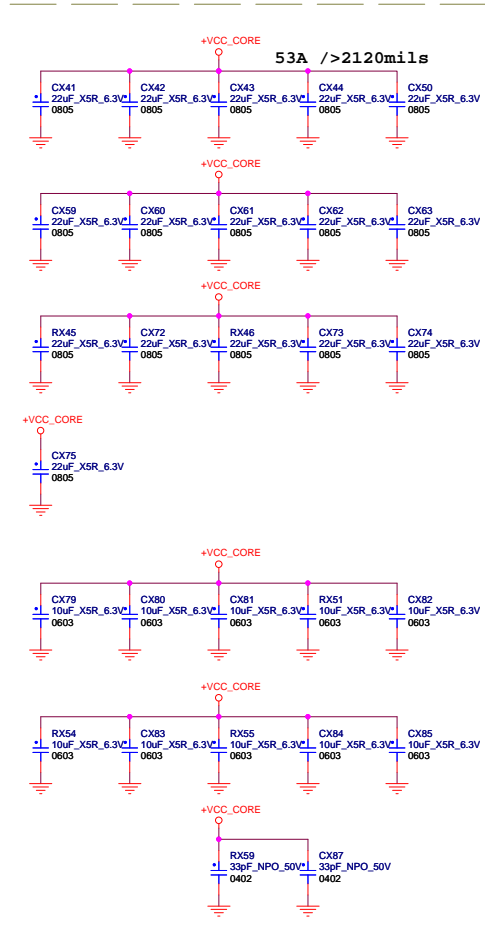 +VCC_CORE
53A />2120mils
CX41 CX42 CX43 CX44 CX50
22uF_X5R_6.3V 22uF_X5R_6.3V 22uF_X5R_6.3V 22uF_X5R_6.3V 22uF_X5R_6.3V
0805 0805 0805 0805 0805
+VCC_CORE
CX59 CX60 CX61 CX62 CX63
22uF_X5R_6.3V 22uF_X5R_6.3V 22uF_X5R_6.3V 22uF_X5R_6.3V 22uF_X5R_6.3V
0805 0805 0805 0805 0805
+VCC_CORE
RX45 CX72 RX46 CX73 CX74
22uF_X5R_6.3V 22uF_X5R_6.3V 22uF_X5R_6.3V 22uF_X5R_6.3V 22uF_X5R_6.3V
0805 0805 0805 0805 0805
+VCC_CORE
CX75
22uF_X5R_6.3V
0805
+VCC_CORE
CX79 CX80 CX81 RX51 CX82
10uF_X5R_6.3V 10uF_X5R_6.3V 10uF_X5R_6.3V 10uF_X5R_6.3V 10uF_X5R_6.3V
0603 0603 0603 0603 0603
+VCC_CORE
RX54 CX83 RX55 CX84 CX85
10uF_X5R_6.3V 10uF_X5R_6.3V 10uF_X5R_6.3V 10uF_X5R_6.3V 10uF_X5R_6.3V
0603 0603 0603 0603 0603
+VCC_CORE
RX59 CX87
33pF_NPO_50V 33pF_NPO_50V
0402 0402